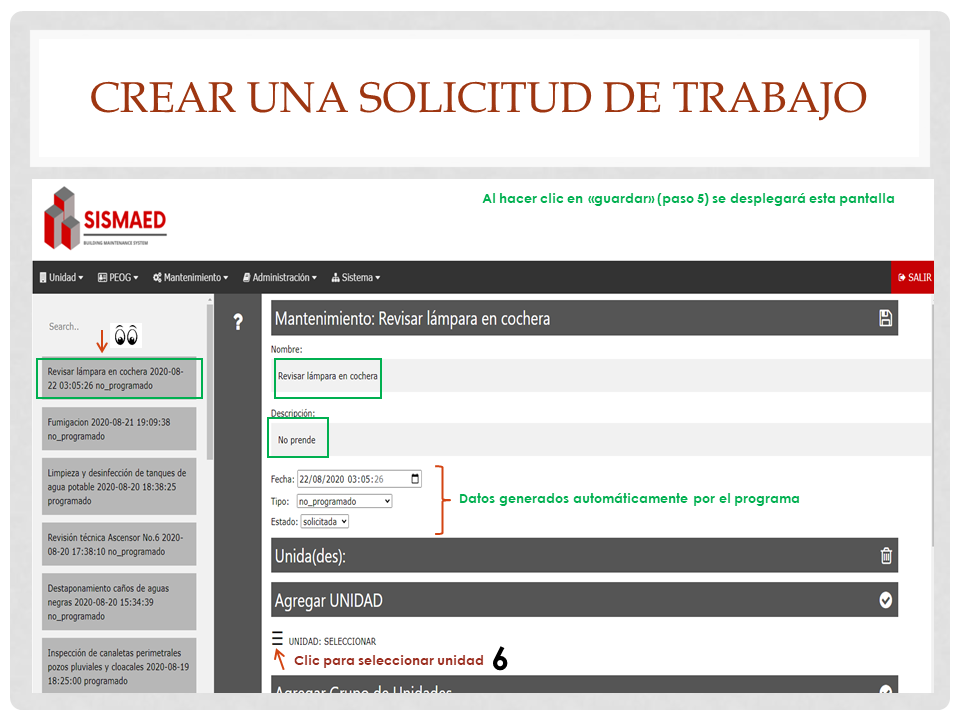 CREAR UNA SOLICITUD DE TRABAJO
Al hacer clic en «guardar» (paso 5) se desplegará esta pantalla
SISMAED
BUILDING MAINTENANCE SYSTEM
Unidad
PEOG
Mantenimiento
Administración
Sistema
SALIR
Search..
Revisar lámpara en cochera 2020-08-
22 03:05:26 no_programado
Fumigacion 2020-08-21 19:09:38
no_programado
Limpieza y desinfección de tanques de
agua potable 2020-08-20 18:38:25
programado
Revisión técnica Ascensor No.6 2020-
08-20 17:38:10 no_programado
Destaponamiento caños de aguas
negras 2020-08-20 15:34:39
no_programado
Inspección de canaletas perimetrales
pozos pluviales y cloacales 2020-08-19
18:25:00 programado
?
Mantenimiento: Revisar lámpara en cochera
Nombre:
Revisar lámpara en cochera
Descripción:
No prende
Fecha: 22/08/2020 03:05:26
Tipo: no_programado
Estado: solicitada
Datos generados automáticamente por el programa
Unida(des):
Agregar UNIDAD
UNIDAD: SELECCIONAR
Clic para seleccionar unidad 6
Agregar Grupo de Unidades